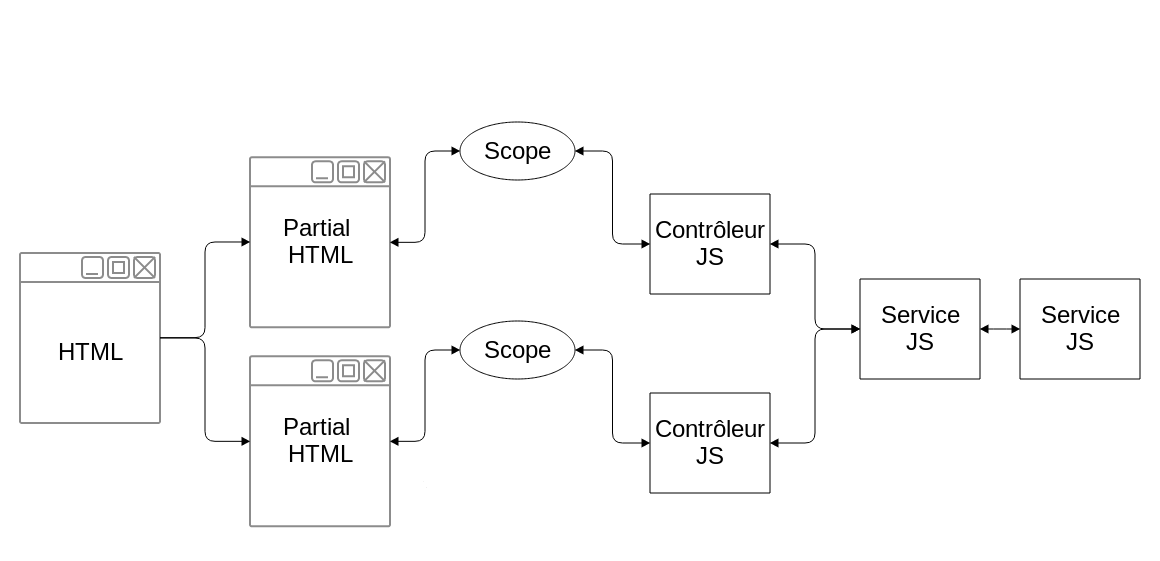 HTML
Partial
HTML
Partial
HTML
Scope
Scope
Contrôleur
JS
Contrôleur
JS
Service
JS
Service
JS